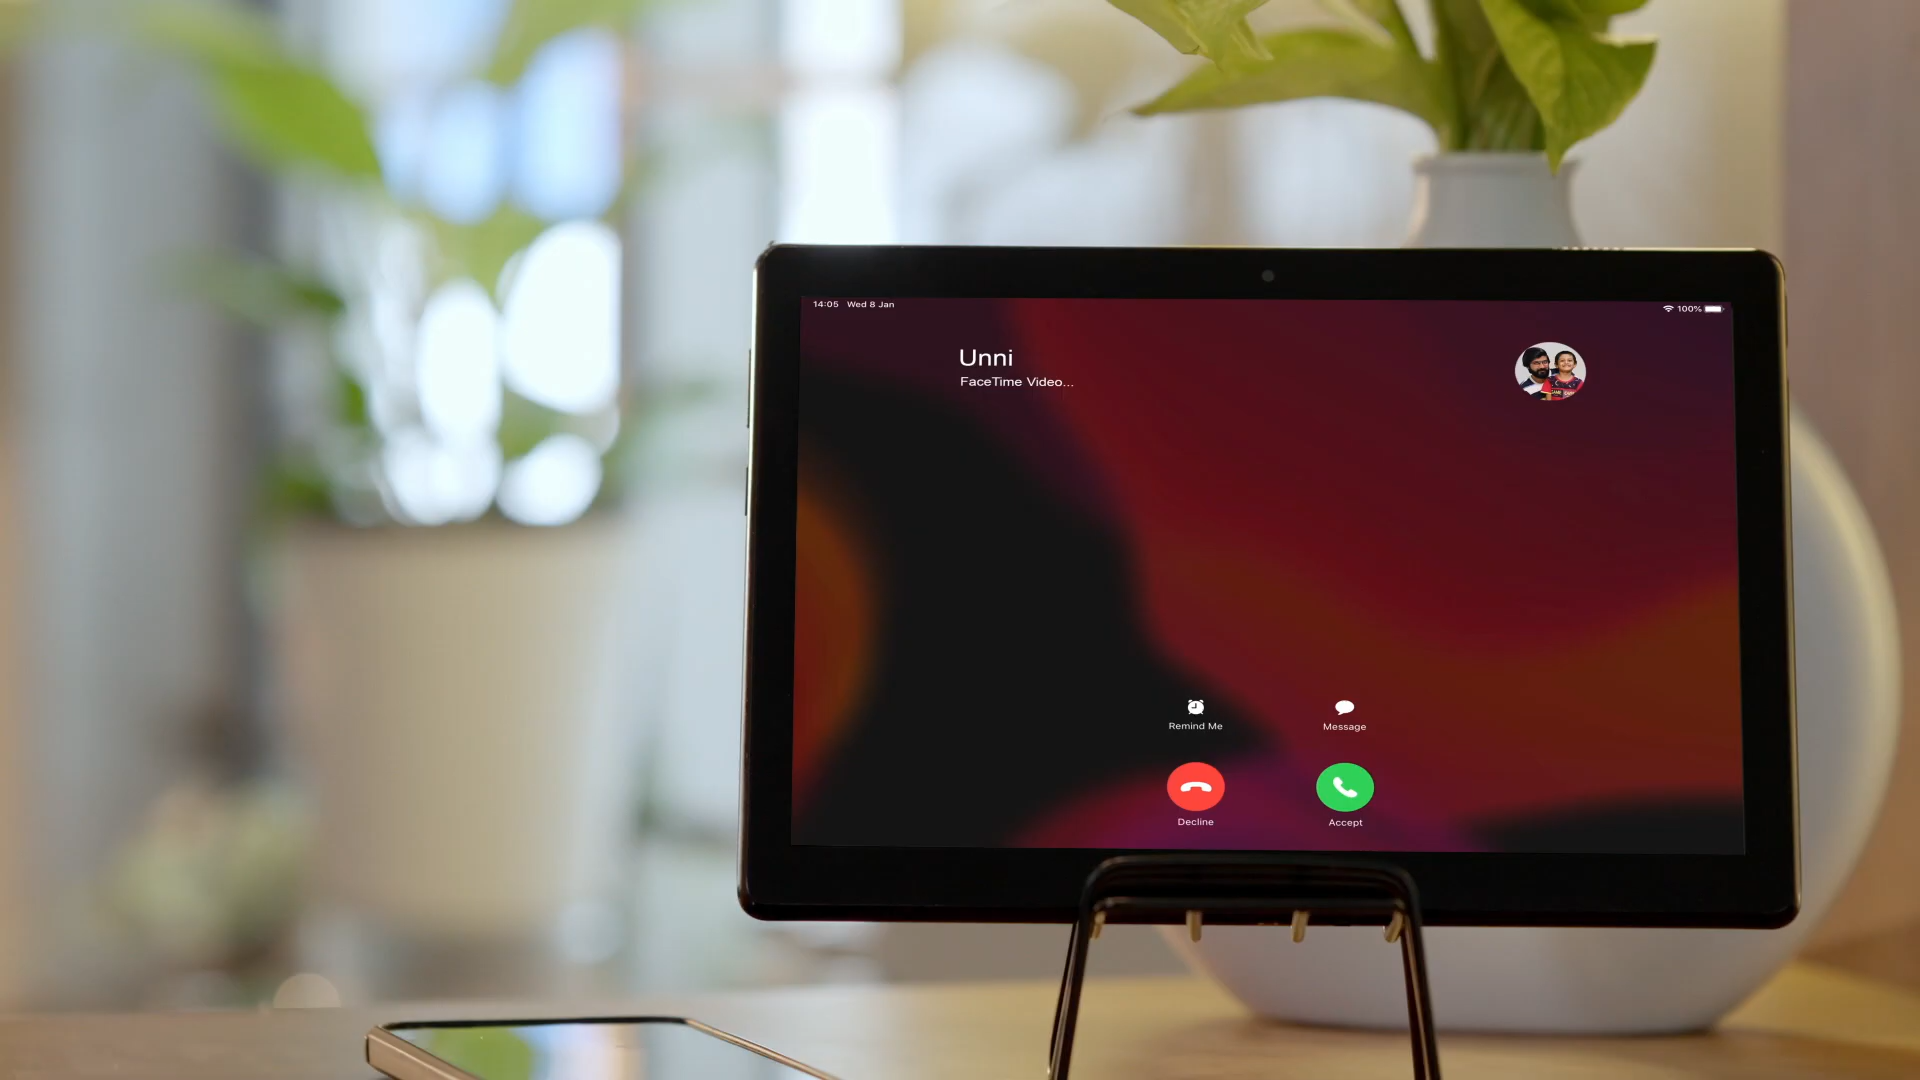 14:05 Wed 8 Jan
100%
Unni
FaceTime Video...
Remind Me
Message
Decline
Accept